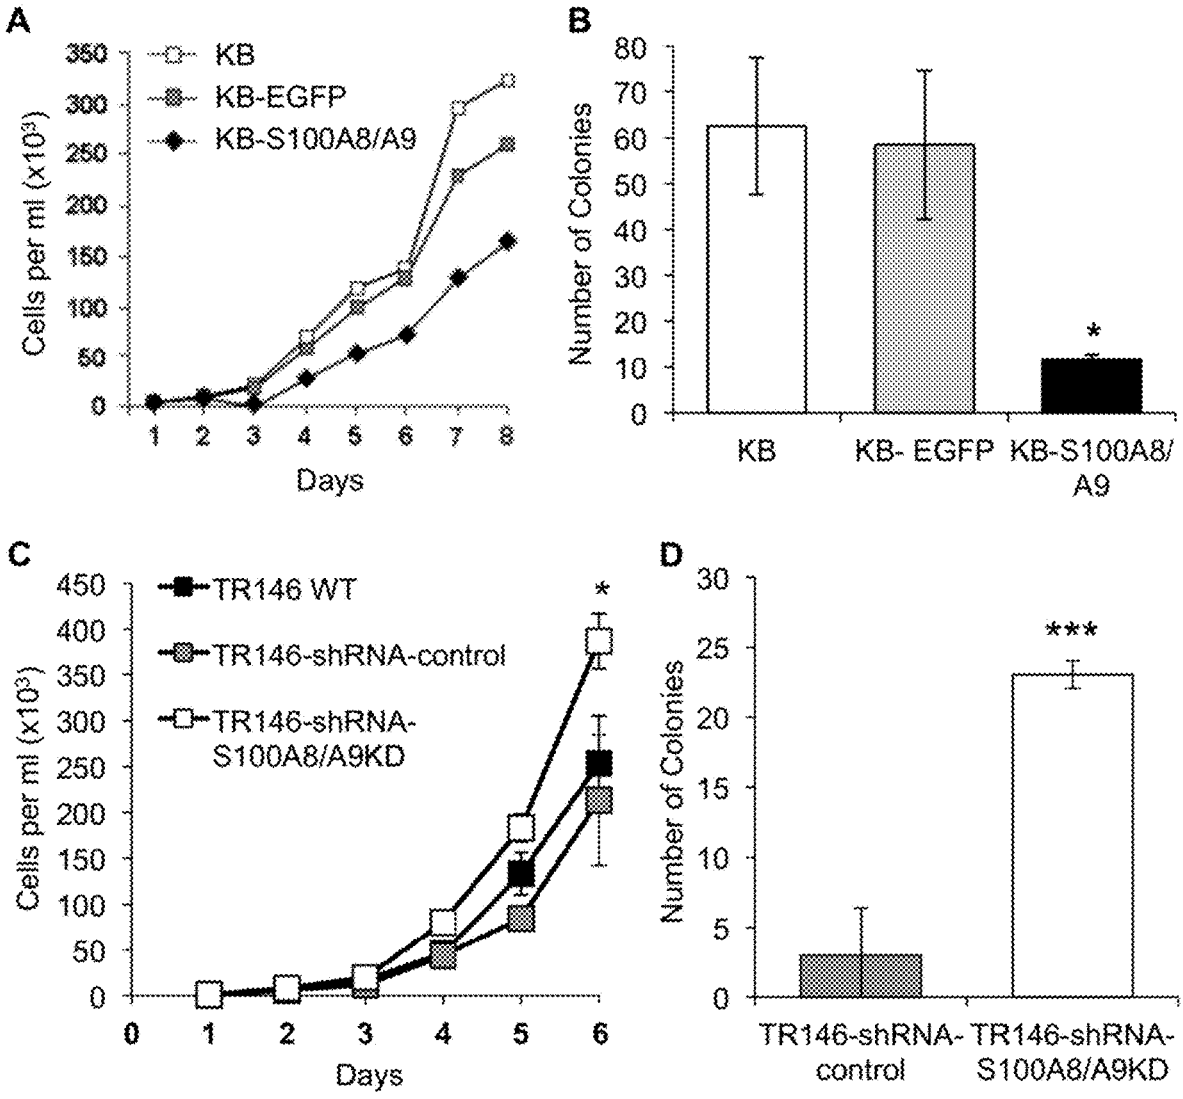 A
350
300
250
200
150
100
50
0
Cells per ml (x10³)
KB
KB-EGFP
KB-S100A8/A9
1 2 3 4 5 6 7 8
Days
B
80
70
60
50
40
30
20
10
0
Number of Colonies
*
KB KB- EGFP KB-S100A8/
A9
C
450
400
350
300
250
200
150
100
50
0
Cells per ml (x10³)
TR146 WT
TR146-shRNA-control
TR146-shRNA-
S100A8/A9KD
*
0 1 2 3 4 5 6
Days
D
30
25
20
15
10
5
0
Number of Colonies
***
TR146-shRNA- TR146-shRNA-
control S100A8/A9KD